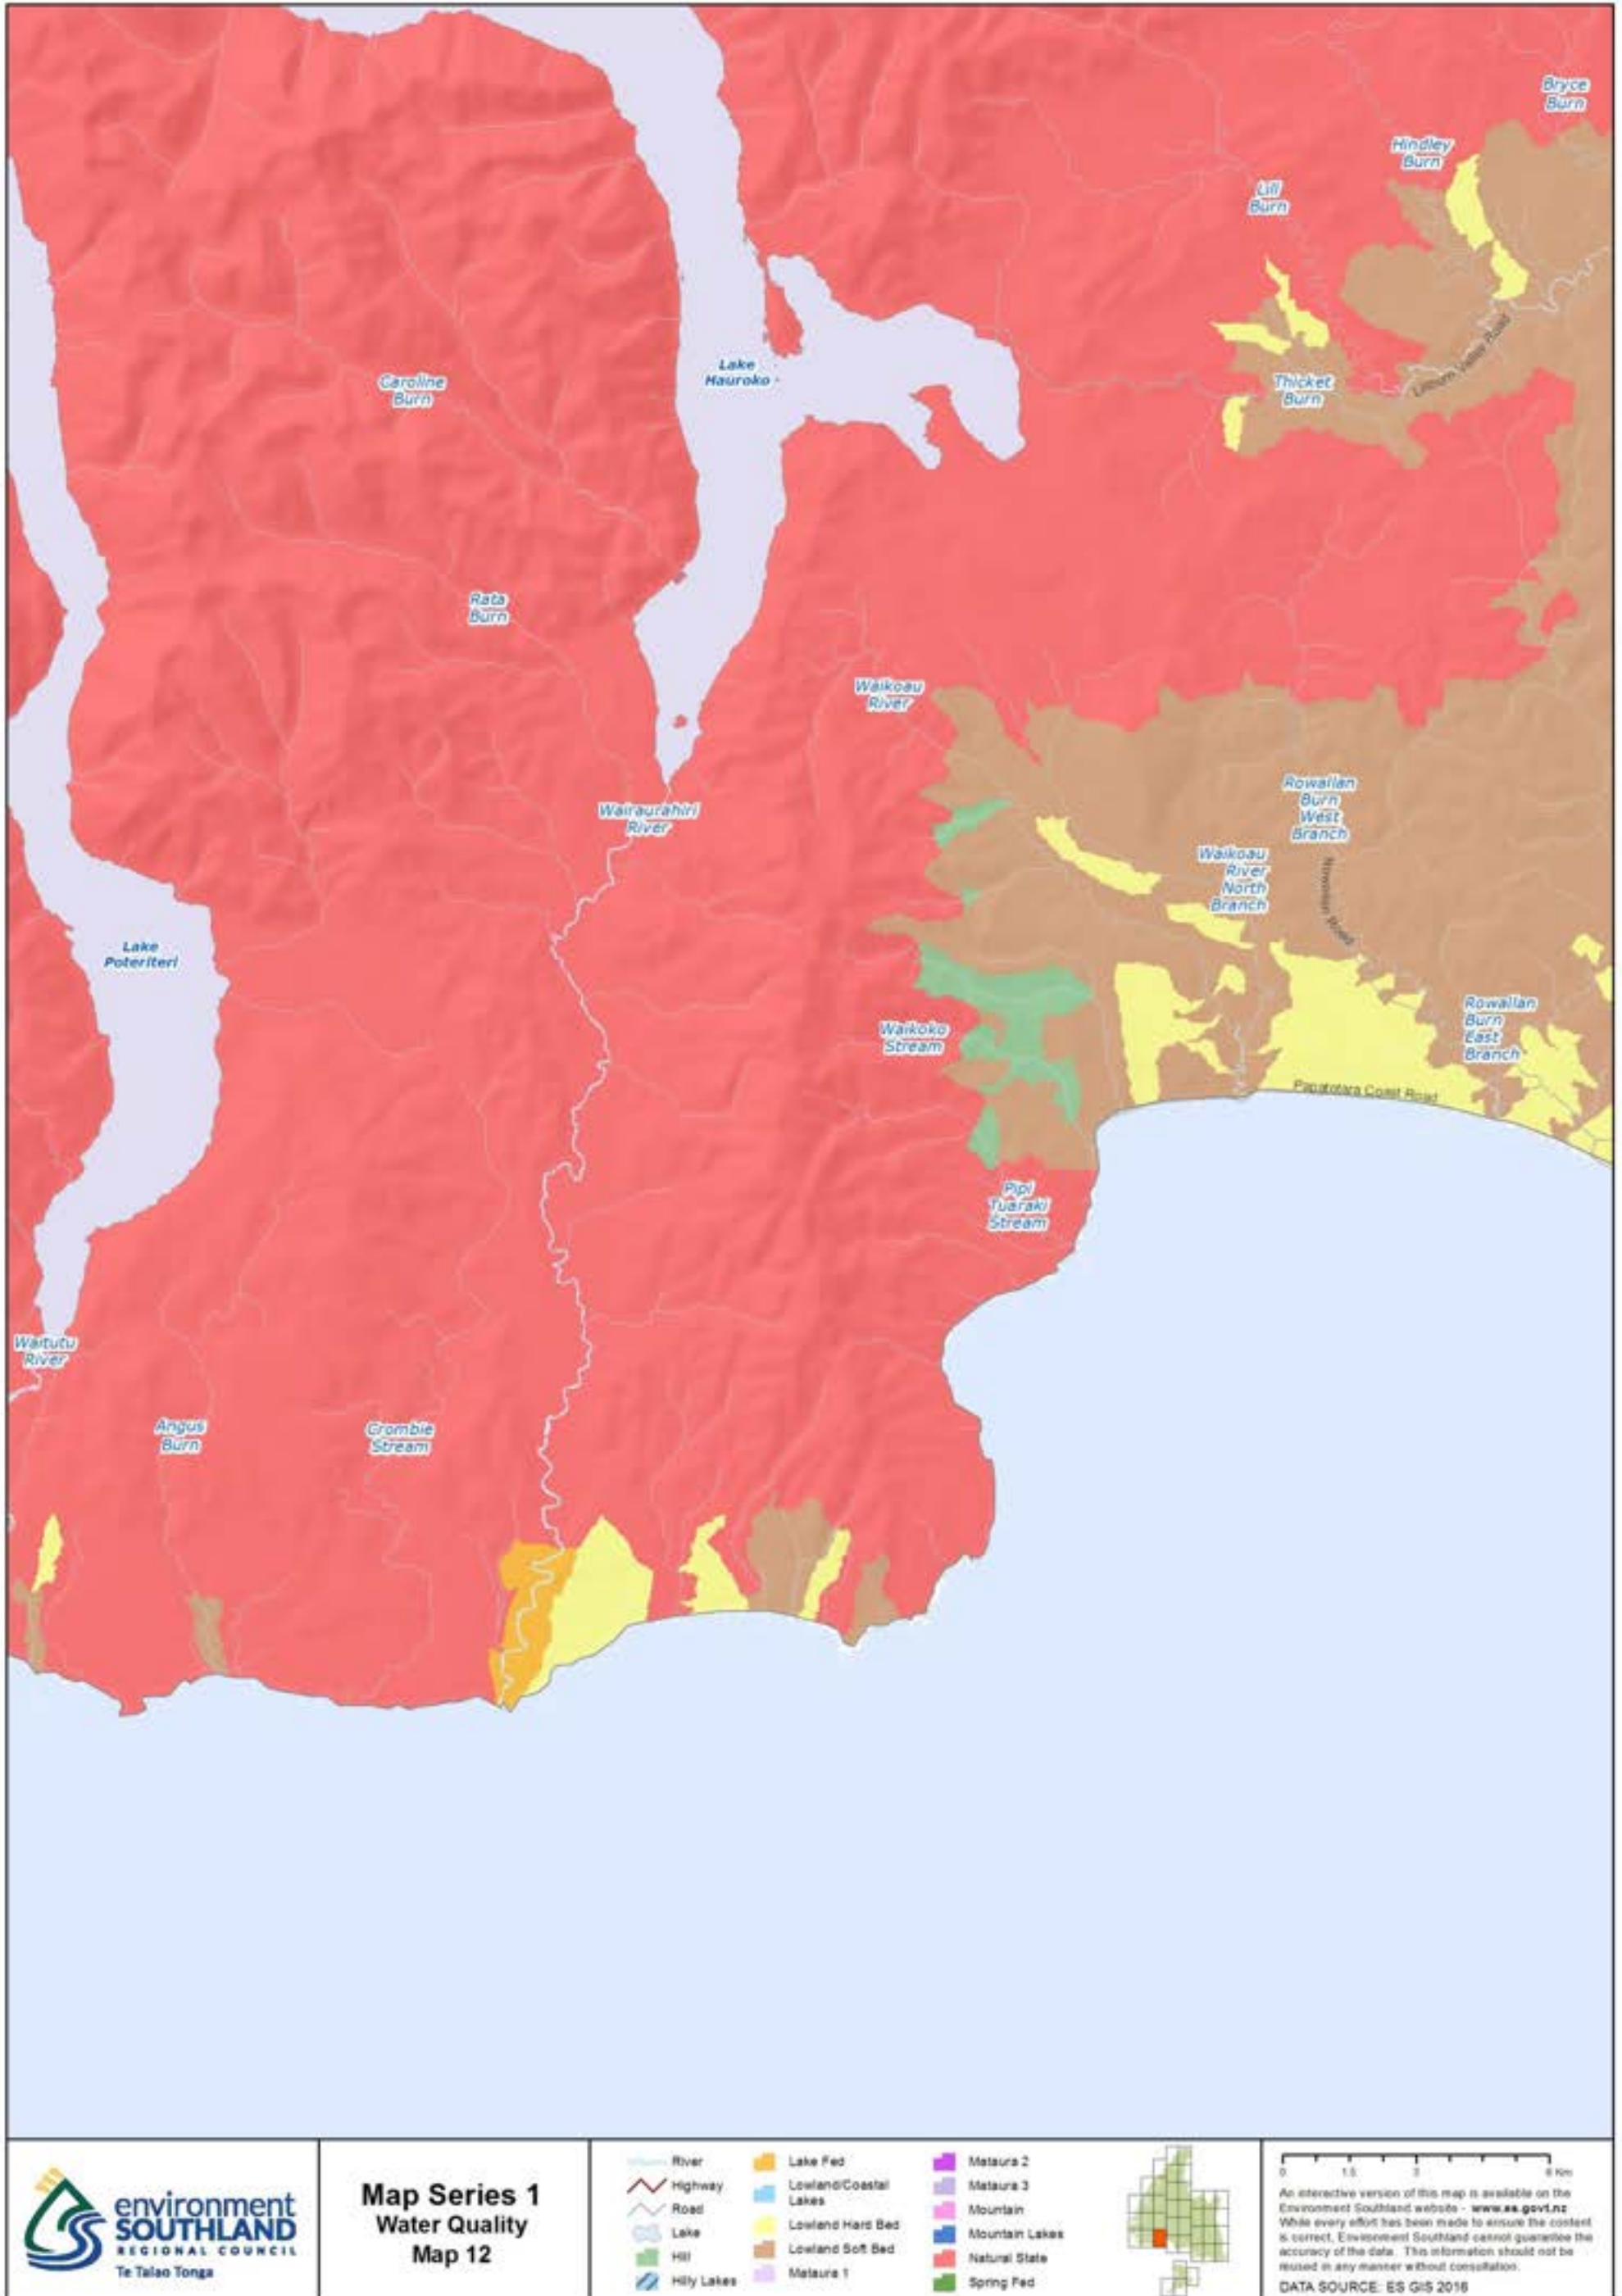 Bryce
Burn
Hindley
Burn
Lill
Burn
Lake
Hauroko
Caroline
Burn
Thicket
Burn
Lillburn Valley Road
Rata
Burn
Waikoau
River
Wairaurahiri
River
Rowallan
Burn
West
Branch
Waikoau
River
North
Branch
Rowallan Road
Lake
Poteriteri
Waikoko
Stream
Rowallan
Burn
East
Branch
Papatotara Coast Road
Pipi
Tuaraki
Stream
Waitutu
River
Angus
Burn
Crombie
Stream
environment
SOUTHLAND
REGIONAL COUNCIL
Te Taiao Tonga
Map Series 1
Water Quality
Map 12
River
Highway
Road
Lake
Hill
Hilly Lakes
Lake Fed
Lowland/Coastal
Lakes
Lowland Hard Bed
Lowland Soft Bed
Mataura 1
Mataura 2
Mataura 3
Mountain
Mountain Lakes
Natural State
Spring Fed
0 1.5 3 6 Km
An interactive version of this map is available on the
Environment Southland website - www.es.govt.nz
While every effort has been made to ensure the content
is correct, Environment Southland cannot guarantee the
accuracy of the data. This information should not be
reused in any manner without consultation.
DATA SOURCE: ES GIS 2016